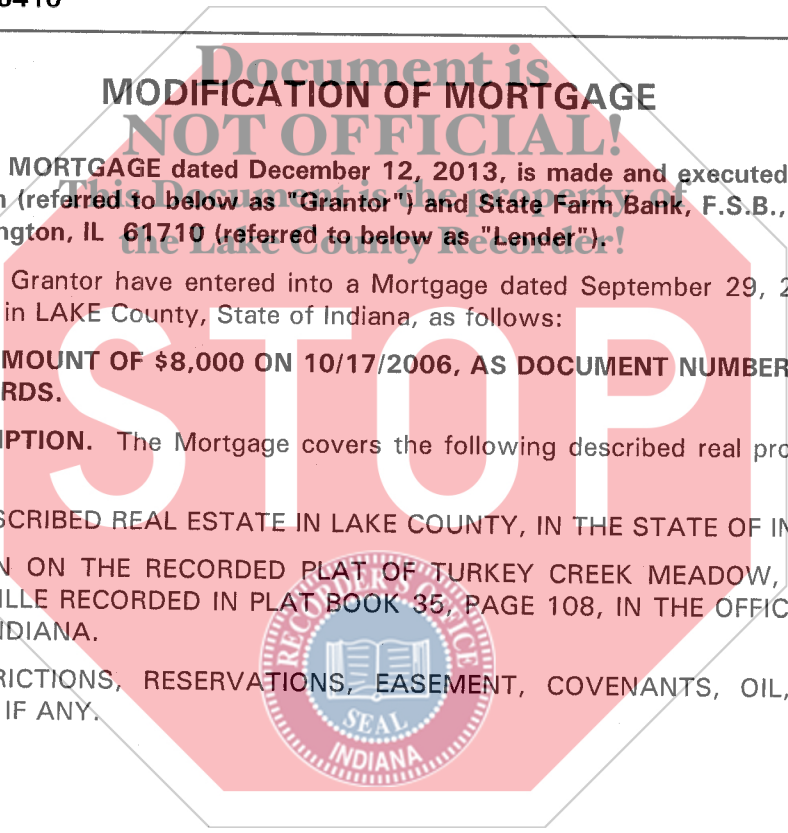 MODIFICATION OF MORTGAGE
Document is
NOT OFFICIAL!
This Document is the property of
the Lake County Recorder!
MORTGAGE dated December 12, 2013, is made and executed
(referred to below as "Grantor") and State Farm Bank, F.S.B.,
ngton, IL 61710 (referred to below as "Lender").
Grantor have entered into a Mortgage dated September 29, 2
in LAKE County, State of Indiana, as follows:
MOUNT OF $8,000 ON 10/17/2006, AS DOCUMENT NUMBER
RDS.
IPTION. The Mortgage covers the following described real pro
SCRIBED REAL ESTATE IN LAKE COUNTY, IN THE STATE OF IN
N ON THE RECORDED PLAT OF TURKEY CREEK MEADOW,
ILLE RECORDED IN PLAT BOOK 35, PAGE 108, IN THE OFFIC
NDIANA.
RICTIONS, RESERVATIONS, EASEMENT, COVENANTS, OIL,
IF ANY.
STOP
RECORDER'S OFFICE
SEAL
INDIANA